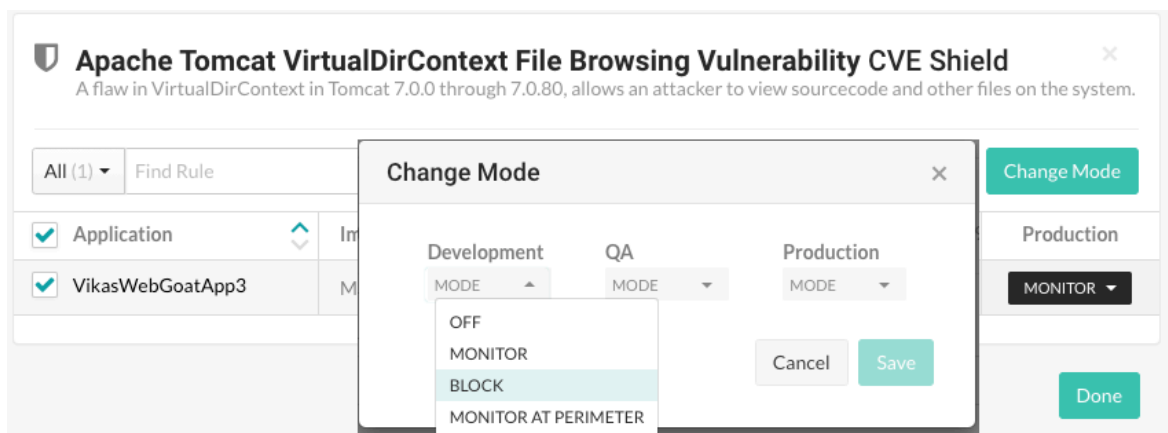 Apache Tomcat VirtualDirContext File Browsing Vulnerability CVE Shield
A flaw in VirtualDirContext in Tomcat 7.0.0 through 7.0.80, allows an attacker to view sourcecode and other files on the system.
All (1) Find Rule
Change Mode
Change Mode
Application
Production
Development QA Production
VikasWebGoatApp3
MODE MODE MODE
MONITOR
OFF
MONITOR
BLOCK
MONITOR AT PERIMETER
Cancel Save
Done